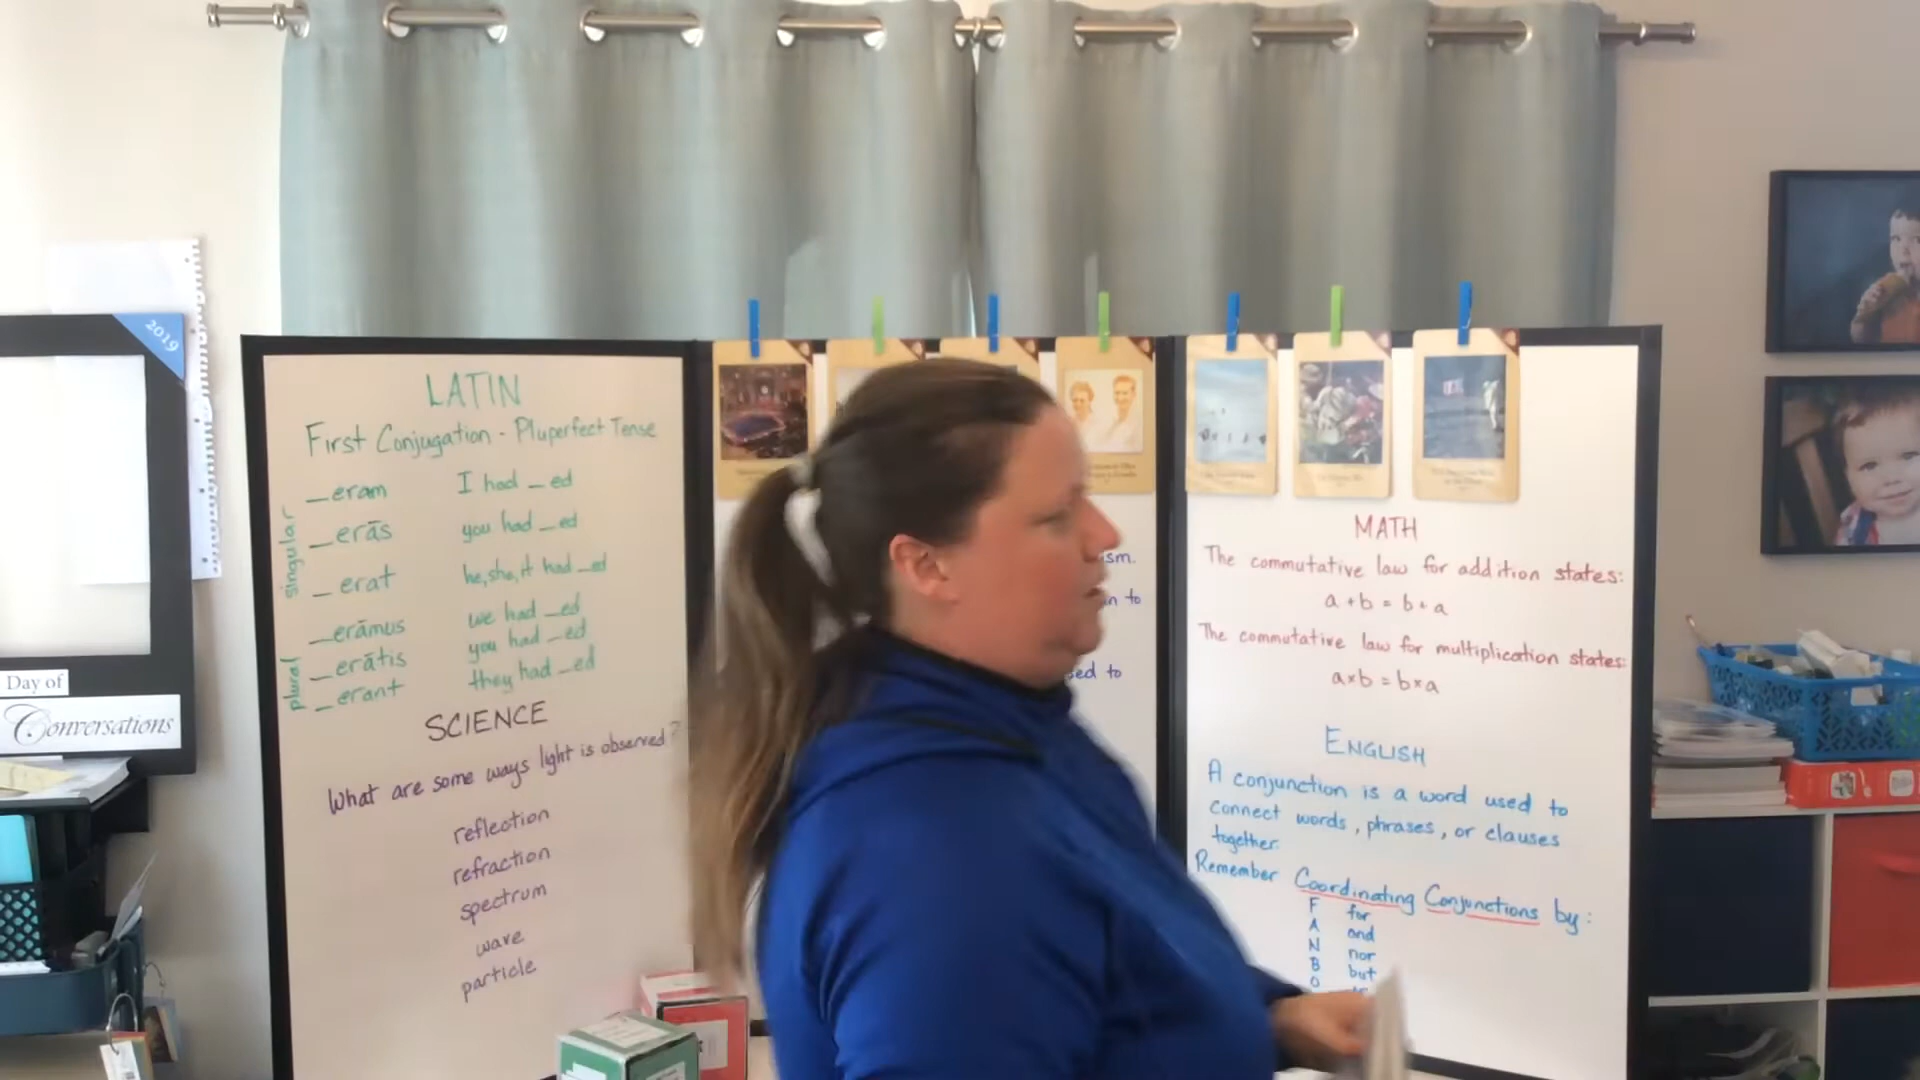 2019
Day of
Conversations
LATIN
First Conjugation - Pluperfect Tense
singular
_eram I had _ed
_erās you had _ed
_erat he, she, it had _ed
plural
_erāmus we had _ed
_erātis you had _ed
_erant they had _ed
SCIENCE
What are some ways light is observed?
reflection
refraction
spectrum
wave
particle
ism.
to
sed to
MATH
The commutative law for addition states:
a + b = b + a
The commutative law for multiplication states:
a x b = b x a
ENGLISH
A conjunction is a word used to
connect words, phrases, or clauses
together.
Remember Coordinating Conjunctions by:
F for
A and
N nor
B but
O